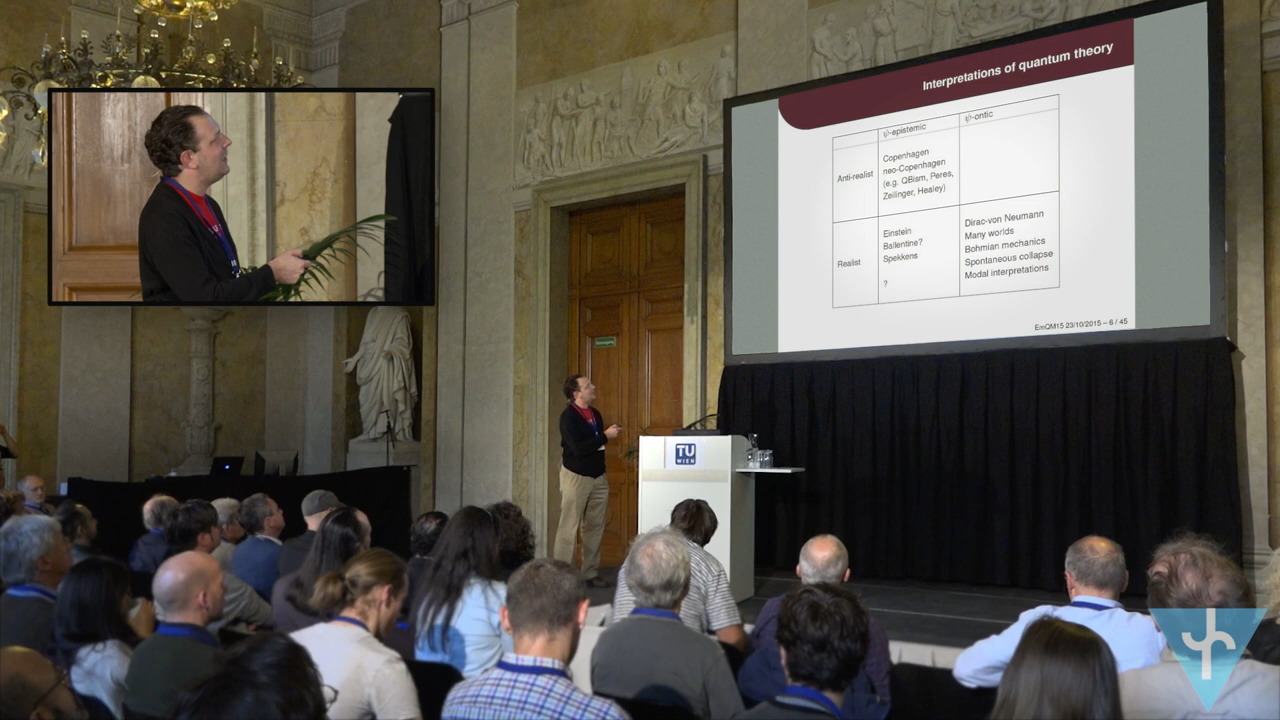 Interpretations of quantum theory
ψ-epistemic
ψ-ontic
Anti-realist
Copenhagen
neo-Copenhagen
(e.g. QBism, Peres,
Zeilinger, Healey)
Realist
Einstein
Ballentine?
Spekkens
?
Dirac-von Neumann
Many worlds
Bohmian mechanics
Spontaneous collapse
Modal interpretations
EmQM15 23/10/2015 – 6 / 45
TU
WIEN